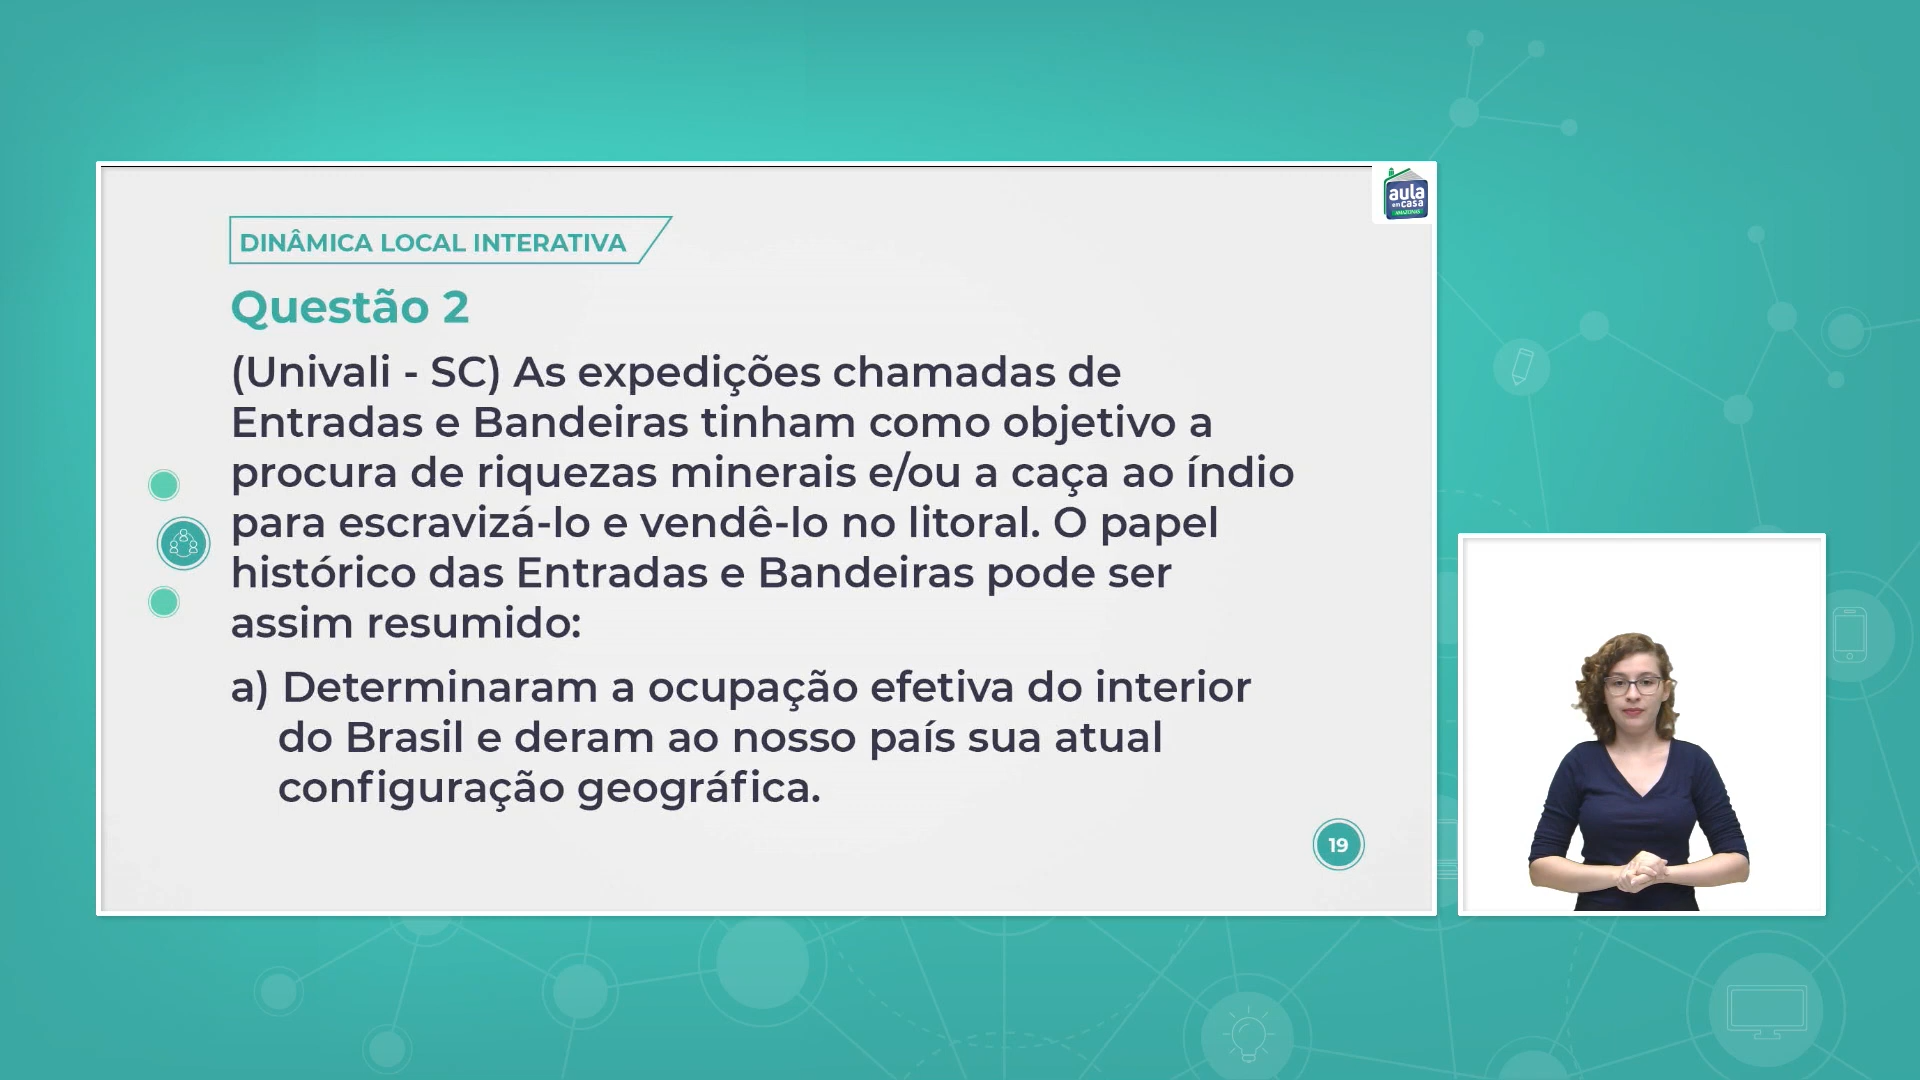 aula
em casa
AMAZONAS
DINÂMICA LOCAL INTERATIVA
Questão 2
(Univali - SC) As expedições chamadas de
Entradas e Bandeiras tinham como objetivo a
procura de riquezas minerais e/ou a caça ao índio
para escravizá-lo e vendê-lo no litoral. O papel
histórico das Entradas e Bandeiras pode ser
assim resumido:
a) Determinaram a ocupação efetiva do interior
do Brasil e deram ao nosso país sua atual
configuração geográfica.
19